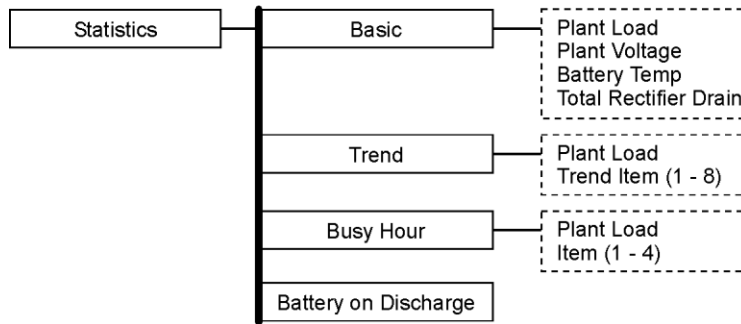 Statistics
Basic
Plant Load
Plant Voltage
Battery Temp
Total Rectifier Drain
Trend
Plant Load
Trend Item (1 - 8)
Busy Hour
Plant Load
Item (1 - 4)
Battery on Discharge